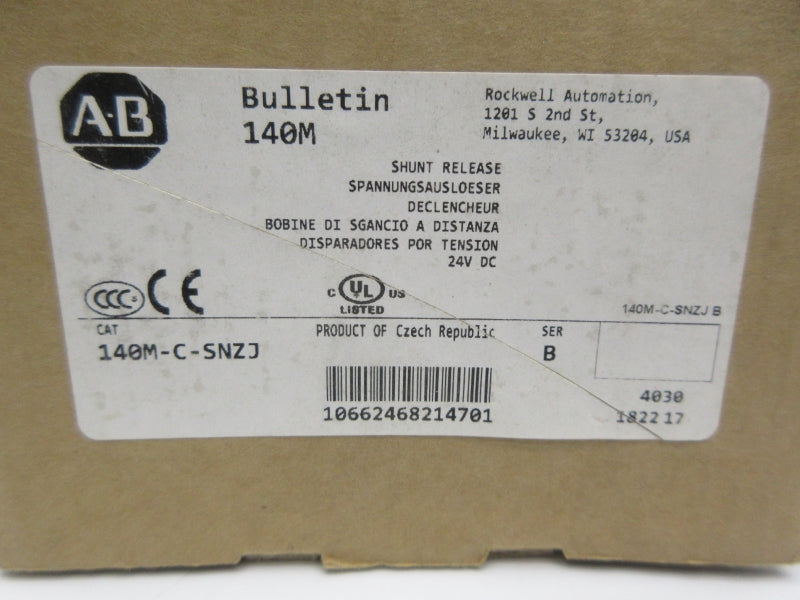 A-B
Bulletin
140M
Rockwell Automation,
1201 S 2nd St,
Milwaukee, WI 53204, USA
SHUNT RELEASE
SPANNUNGSAUSLOESER
DECLENCHEUR
BOBINE DI SGANCIO A DISTANZA
DISPARADORES POR TENSION
24V DC
CCC S CE
C UL US
LISTED
140M-C-SNZJ B
CAT
PRODUCT OF Czech Republic
SER
140M-C-SNZJ
B
10662468214701
4030
182217